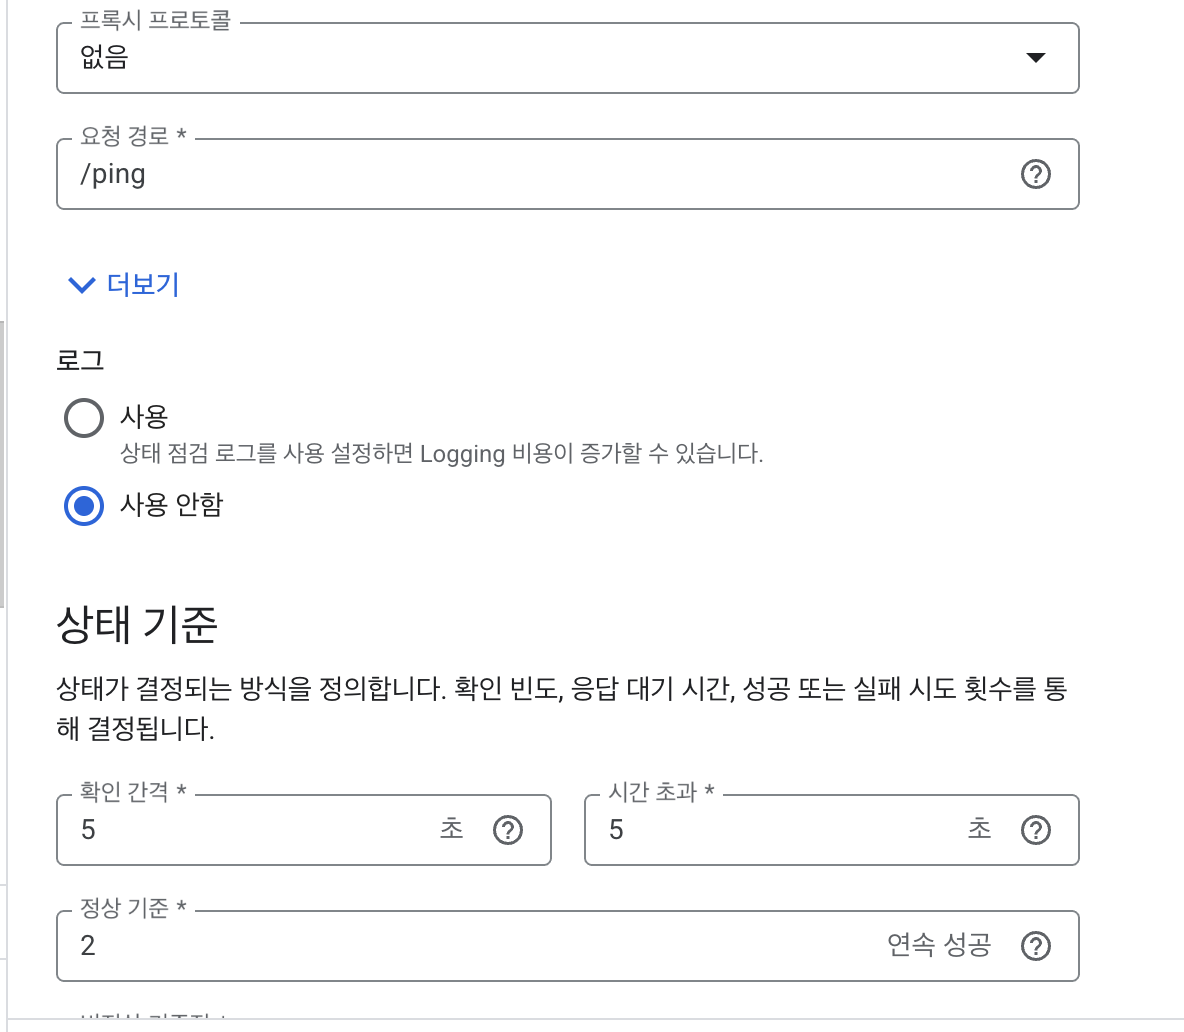 프록시 프로토콜
없음
요청 경로 *
/ping
더보기
로그
사용
상태 점검 로그를 사용 설정하면 Logging 비용이 증가할 수 있습니다.
사용 안함
상태 기준
상태가 결정되는 방식을 정의합니다. 확인 빈도, 응답 대기 시간, 성공 또는 실패 시도 횟수를 통
해 결정됩니다.
확인 간격 *
5 초
시간 초과 *
5 초
정상 기준 *
2 연속 성공